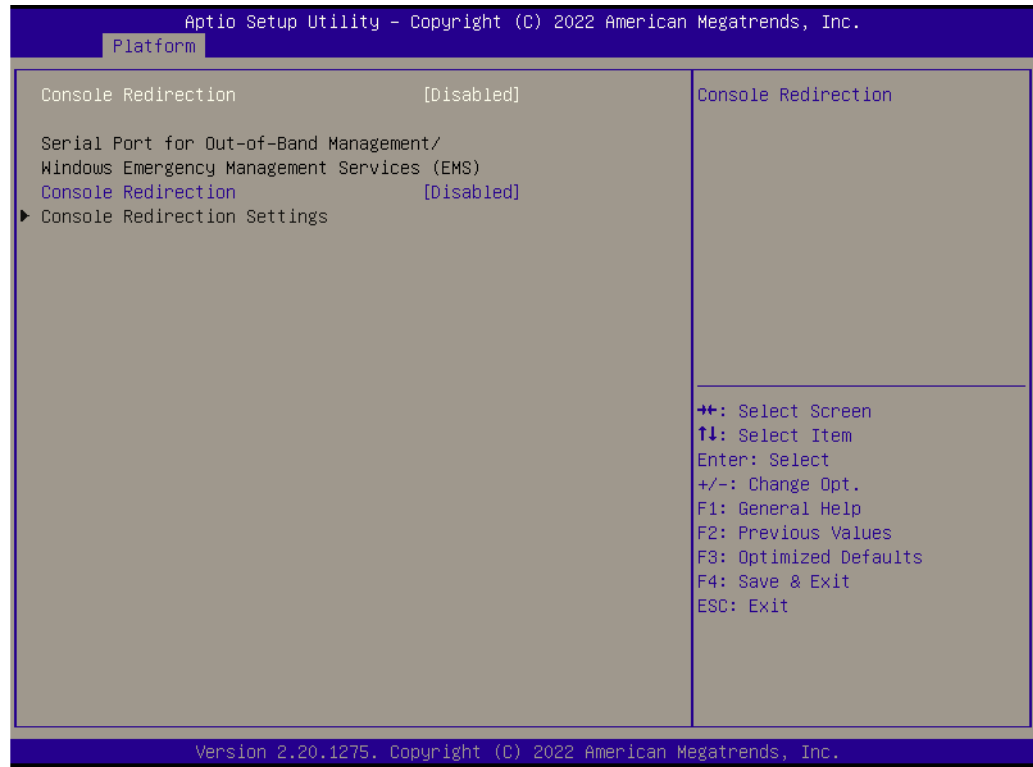 Aptio Setup Utility – Copyright (C) 2022 American Megatrends, Inc.
Platform
Console Redirection [Disabled]
Serial Port for Out-of-Band Management/
Windows Emergency Management Services (EMS)
Console Redirection [Disabled]
▶ Console Redirection Settings
Console Redirection
→←: Select Screen
↑↓: Select Item
Enter: Select
+/-: Change Opt.
F1: General Help
F2: Previous Values
F3: Optimized Defaults
F4: Save & Exit
ESC: Exit
Version 2.20.1275. Copyright (C) 2022 American Megatrends, Inc.